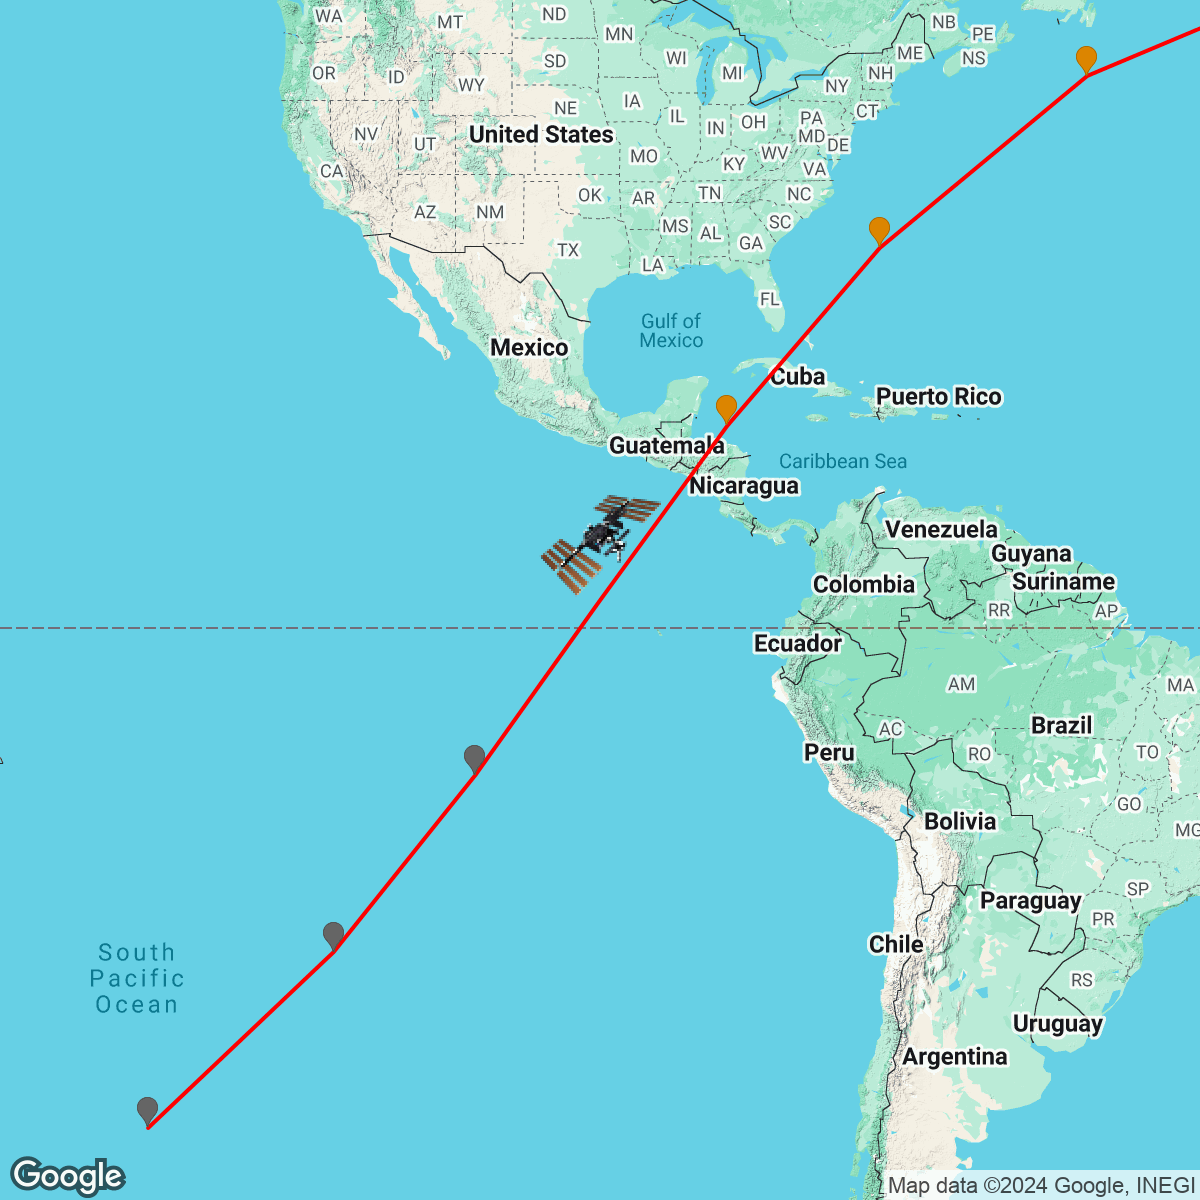 WA
MT
ND
MN
NB
PE
ME
NS
OR
ID
WY
SD
WI
MI
NH
NY
NE
IA
CT
NV
UT
United States
IL
IN
OH
PA
MD
DE
CA
MO
KY
WV
VA
AZ
NM
OK
AR
TN
NC
MS
AL
SC
GA
TX
LA
FL
Gulf of
Mexico
Mexico
Cuba
Puerto Rico
Guatemala
Caribbean Sea
Nicaragua
Venezuela
Guyana
Suriname
Colombia
RR
AP
Ecuador
AM
MA
Brazil
AC
Peru
RO
TO
GO
Bolivia
MG
SP
Paraguay
PR
Chile
South
Pacific
Ocean
RS
Uruguay
Argentina
Google
Map data ©2024 Google, INEGI